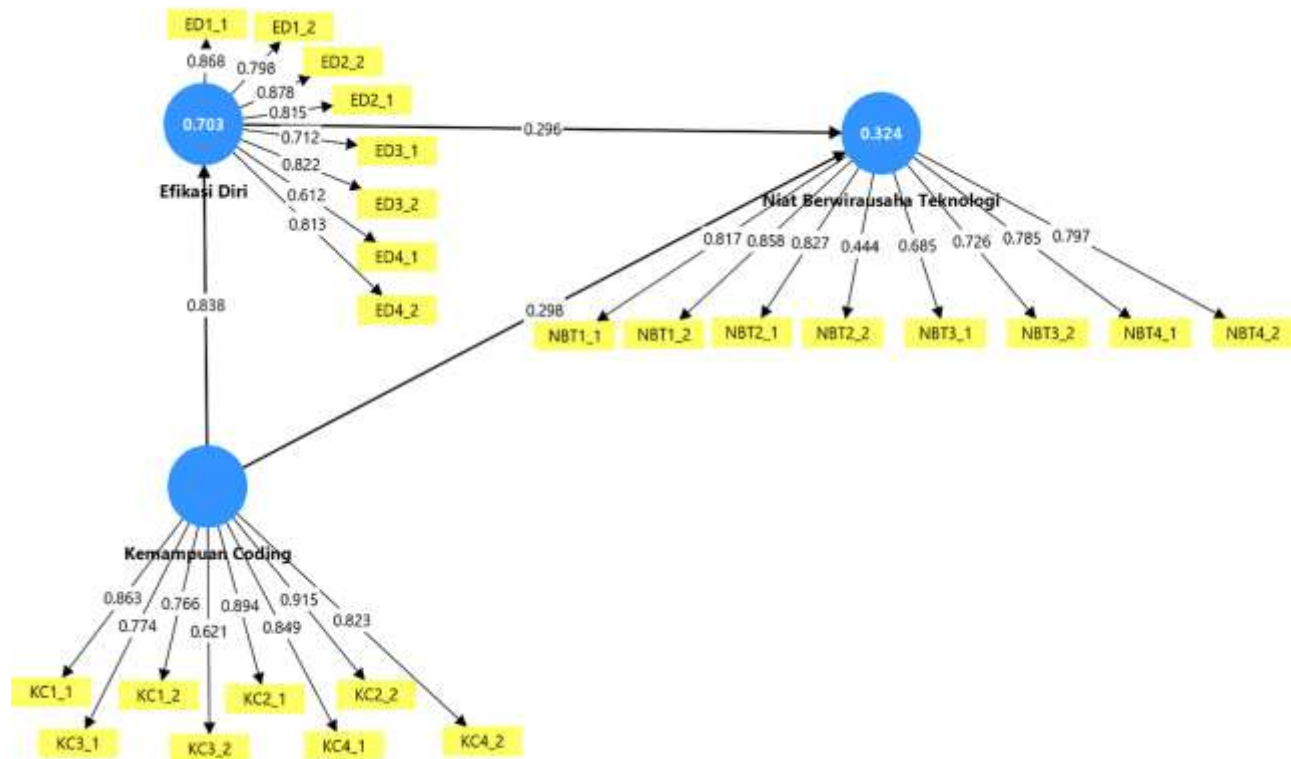 ED1_1
ED1_2
0.868
0.798
ED2_2
0.878
ED2_1
0.815
0.703
0.296
0.324
0.712
ED3_1
0.822
Efikasi Diri
0.612
ED3_2
Niat Berwirausaha Teknologi
0.813
0.817
0.858
0.827
0.444
0.685
0.726
0.785
0.797
ED4_1
ED4_2
0.838
0.298
NBT1_1
NBT1_2
NBT2_1
NBT2_2
NBT3_1
NBT3_2
NBT4_1
NBT4_2
Kemampuan Coding
0.863
0.766
0.894
0.915
0.823
0.774
0.621
0.849
KC1_1
KC1_2
KC2_1
KC2_2
KC3_1
KC3_2
KC4_1
KC4_2